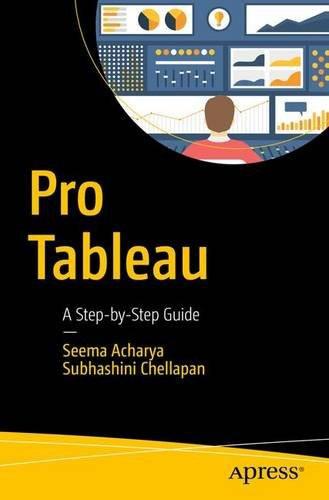 Pro
Tableau
A Step-by-Step Guide
—
Seema Acharya
Subhashini Chellapan
Apress®